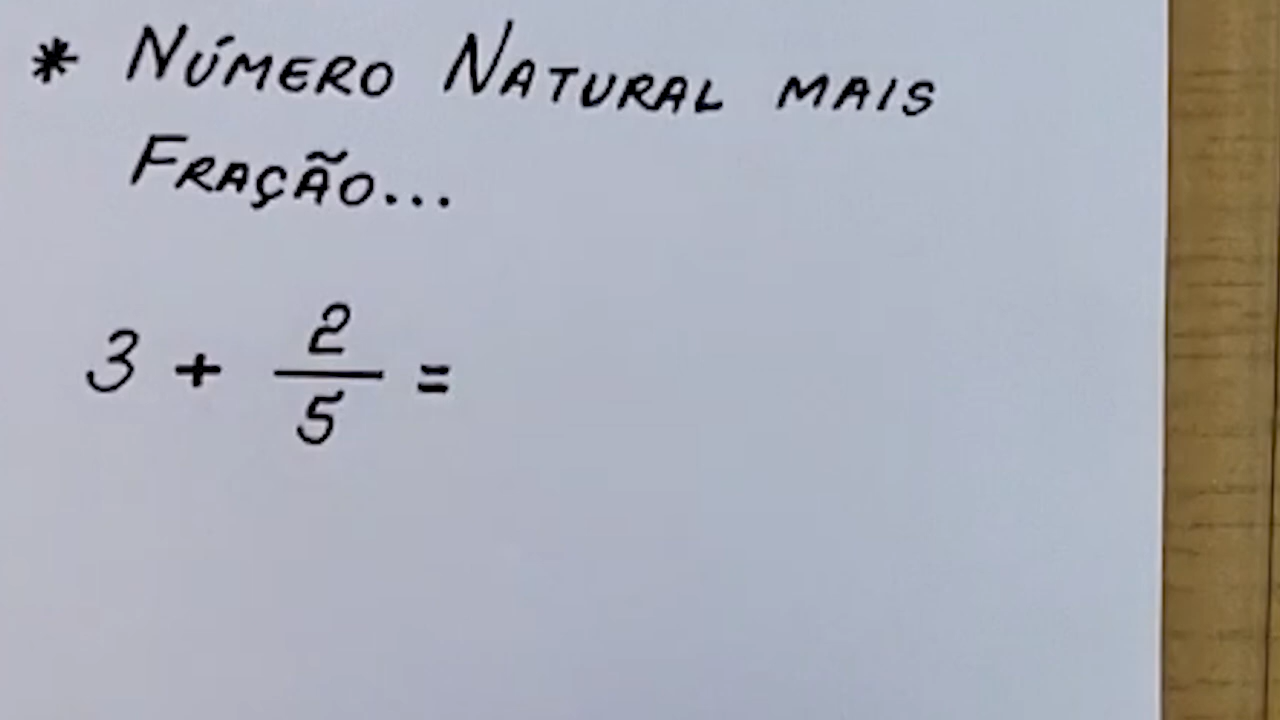 * NÚMERO NATURAL MAIS
FRAÇÃO...
3 + 2/5 =